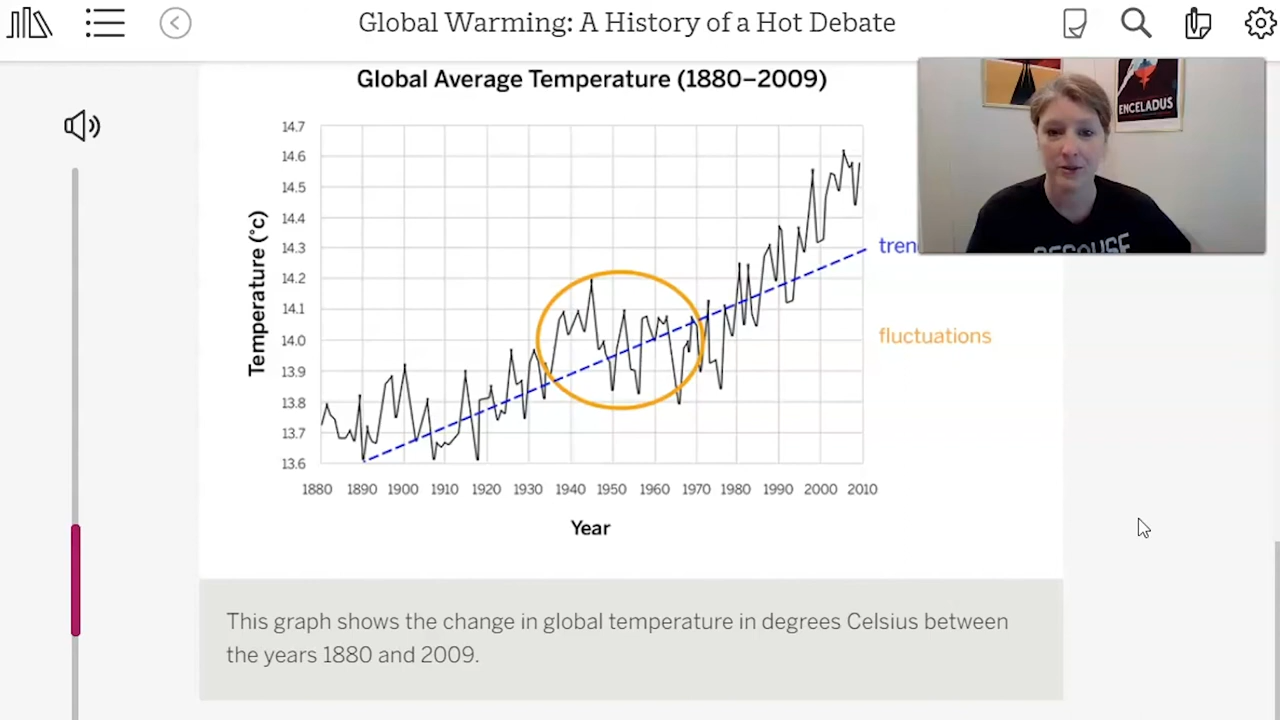 Global Warming: A History of a Hot Debate
Global Average Temperature (1880–2009)
ENCELADUS
BECAUSE
14.7
14.6
14.5
14.4
14.3
14.2
14.1
14.0
13.9
13.8
13.7
13.6
Temperature (°c)
tren
fluctuations
1880 1890 1900 1910 1920 1930 1940 1950 1960 1970 1980 1990 2000 2010
Year
This graph shows the change in global temperature in degrees Celsius between
the years 1880 and 2009.